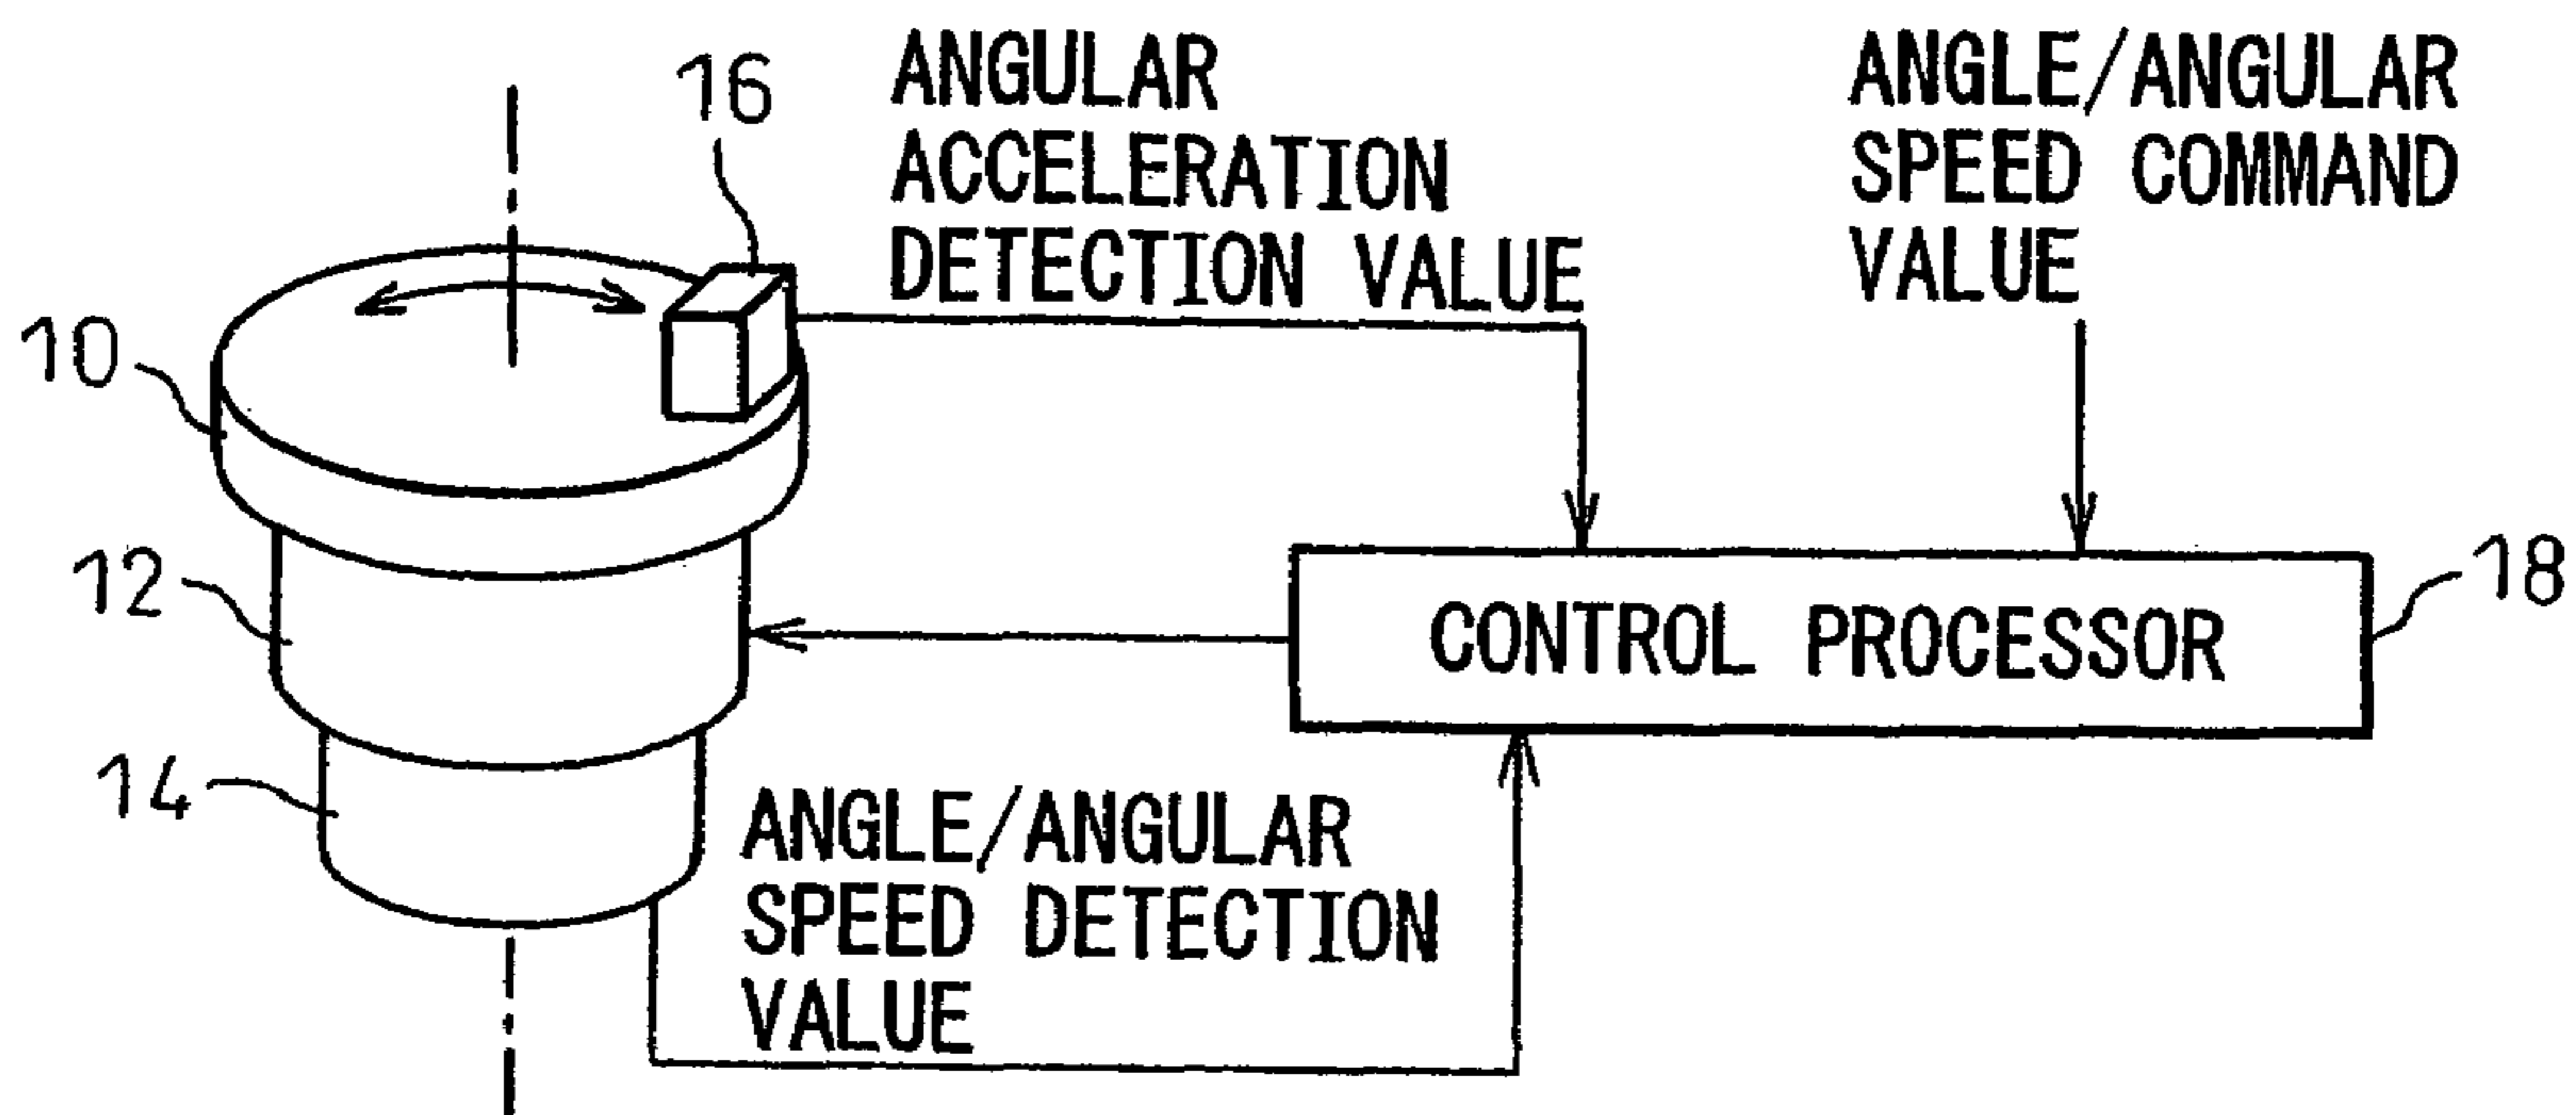 16
ANGULAR
ACCELERATION
DETECTION VALUE
ANGLE/ANGULAR
SPEED COMMAND
VALUE
10
12
14
CONTROL PROCESSOR
18
ANGLE/ANGULAR
SPEED DETECTION
VALUE